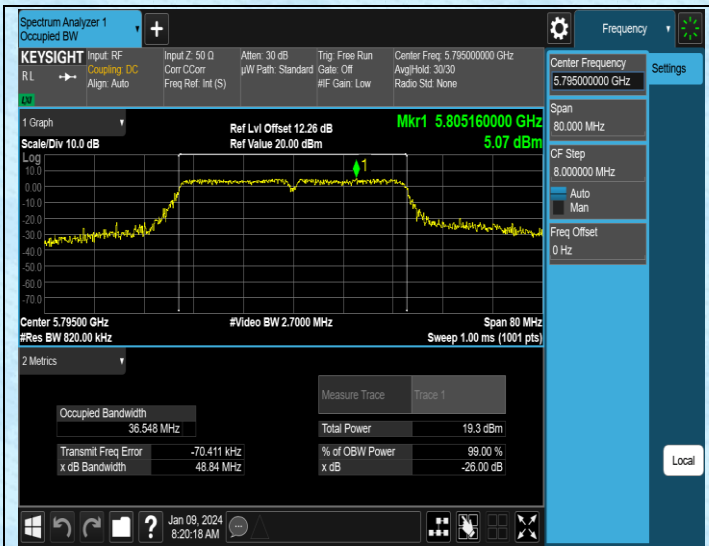 Spectrum Analyzer 1
Occupied BW
+
Frequency
KEYSIGHT
Input: RF
Input Z: 50 Ω
Atten: 30 dB
Trig: Free Run
Center Freq: 5.795000000 GHz
RL
Coupling: DC
Corr CCorr
µW Path: Standard
Gate: Off
Avg|Hold: 30/30
Align: Auto
Freq Ref: Int (S)
#IF Gain: Low
Radio Std: None
LXI
1 Graph
Ref Lvl Offset 12.26 dB
Mkr1 5.805160000 GHz
Scale/Div 10.0 dB
Ref Value 20.00 dBm
5.07 dBm
Log
10.0
0.00
-10.0
-20.0
-30.0
-40.0
-50.0
-60.0
-70.0
1
Center 5.79500 GHz
#Video BW 2.7000 MHz
Span 80 MHz
#Res BW 820.00 kHz
Sweep 1.00 ms (1001 pts)
2 Metrics
Measure Trace
Trace 1
Occupied Bandwidth
36.548 MHz
Total Power
19.3 dBm
Transmit Freq Error
-70.411 kHz
% of OBW Power
99.00 %
x dB Bandwidth
48.84 MHz
x dB
-26.00 dB
Center Frequency
5.795000000 GHz
Settings
Span
80.000 MHz
CF Step
8.000000 MHz
Auto
Man
Freq Offset
0 Hz
Local
?
Jan 09, 2024
8:20:18 AM